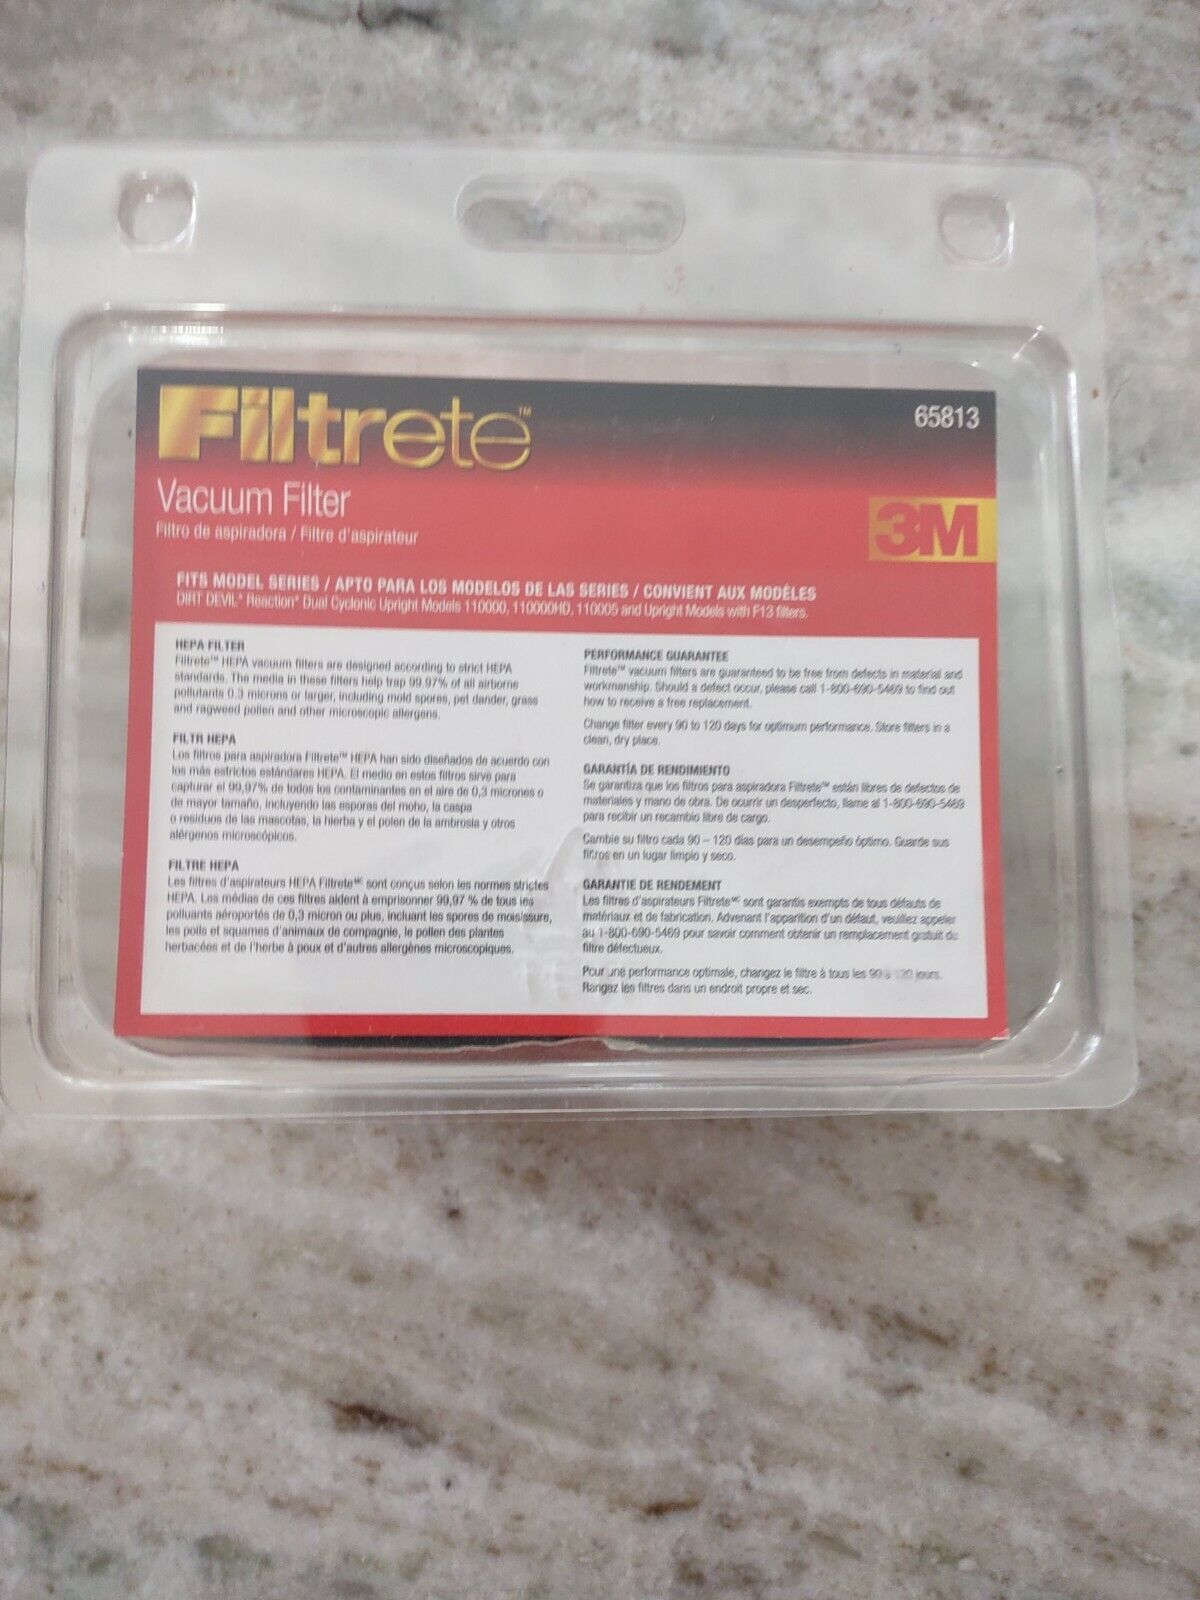 Filtrete™
65813
Vacuum Filter
Filtro de aspiradora / Filtre d'aspirateur
3M
FITS MODEL SERIES / APTO PARA LOS MODELOS DE LAS SERIES / CONVIENT AUX MODÈLES
DIRT DEVIL® Reaction® Dual Cyclonic Upright Models 110000, 110000HD, 110005 and Upright Models with F13 filters.
HEPA FILTER
Filtrete™ HEPA vacuum filters are designed according to strict HEPA
standards. The media in these filters help trap 99.97% of all airborne
pollutants 0.3 microns or larger, including mold spores, pet dander, grass
and ragweed pollen and other microscopic allergens.
FILTR HEPA
Los filtros para aspiradora Filtrete™ HEPA han sido diseñados de acuerdo con
los más estrictos estándares HEPA. El medio en estos filtros sirve para
capturar el 99,97% de todos los contaminantes en el aire de 0,3 micrones o
de mayor tamaño, incluyendo las esporas del moho, la caspa
o residuos de las mascotas, la hierba y el polen de la ambrosia y otros
alérgenos microscópicos.
FILTRE HEPA
Les filtres d'aspirateurs HEPA Filtrete MC sont conçus selon les normes strictes
HEPA. Les médias de ces filtres aident à emprisonner 99,97 % de tous les
polluants aéroportés de 0,3 micron ou plus, incluant les spores de moisissure,
les poils et squames d'animaux de compagnie, le pollen des plantes
herbacées et de l'herbe à poux et d'autres allergènes microscopiques.
PERFORMANCE GUARANTEE
Filtrete™ vacuum filters are guaranteed to be free from defects in material and
workmanship. Should a defect occur, please call 1-800-690-5469 to find out
how to receive a free replacement.
Change filter every 90 to 120 days for optimum performance. Store filters in a
clean, dry place.
GARANTÍA DE RENDIMIENTO
Se garantiza que los filtros para aspiradora Filtrete™ están libres de defectos de
materiales y mano de obra. De ocurrir un desperfecto, llame al 1-800-690-5469
para recibir un recambio libre de cargo.
Cambie su filtro cada 90 – 120 días para un desempeño óptimo. Guarde sus
filtros en un lugar limpio y seco.
GARANTIE DE RENDEMENT
Les filtres d'aspirateurs Filtrete MC sont garantis exempts de tous défauts de
matériaux et de fabrication. Advenant l'apparition d'un défaut, veuillez appeler
au 1-800-690-5469 pour savoir comment obtenir un remplacement gratuit du
filtre défectueux.
Pour une performance optimale, changez le filtre à tous les 90 à 120 jours.
Rangez les filtres dans un endroit propre et sec.